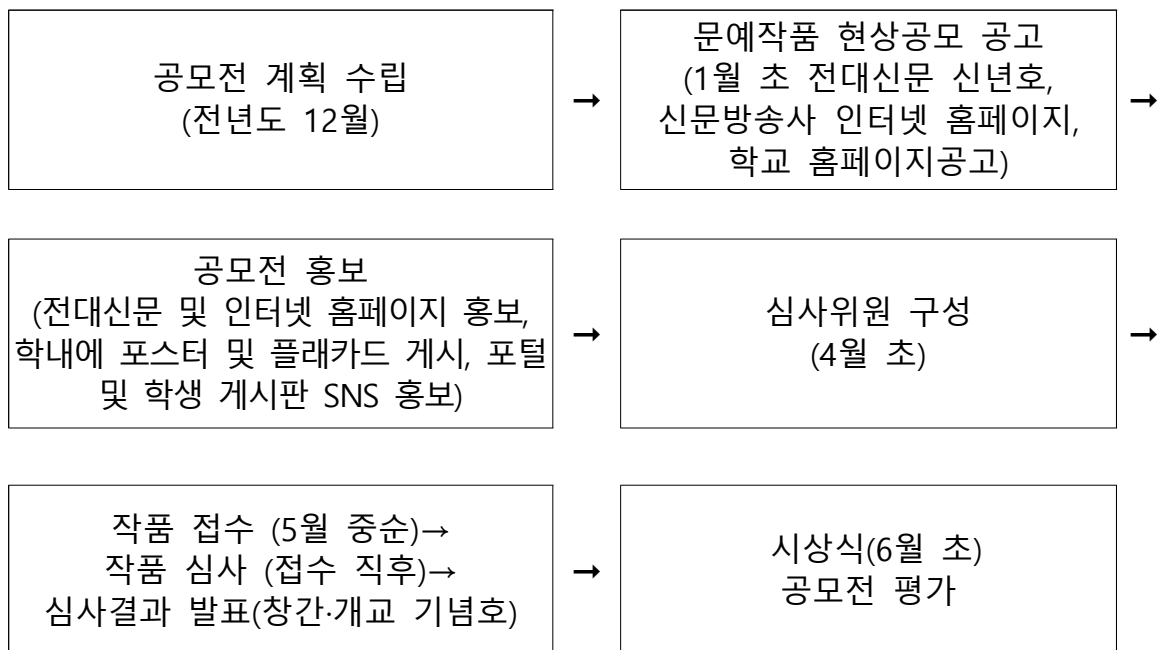 공모전 계획 수립
(전년도 12월)
→
문예작품 현상공모 공고
(1월 초 전대신문 신년호,
신문방송사 인터넷 홈페이지,
학교 홈페이지공고)
→
공모전 홍보
(전대신문 및 인터넷 홈페이지 홍보,
학내에 포스터 및 플래카드 게시, 포털
및 학생 게시판 SNS 홍보)
→
심사위원 구성
(4월 초)
→
작품 접수 (5월 중순)→
작품 심사 (접수 직후)→
심사결과 발표(창간·개교 기념호)
→
시상식(6월 초)
공모전 평가